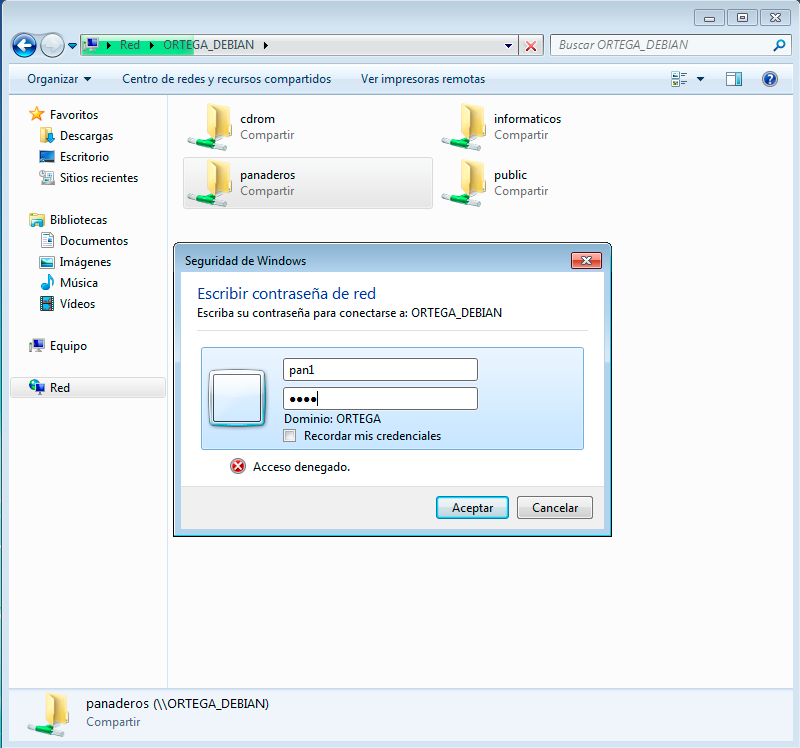 Red ORTEGA_DEBIAN
Buscar ORTEGA_DEBIAN
Organizar Centro de redes y recursos compartidos Ver impresoras remotas
Favoritos
Descargas
Escritorio
Sitios recientes
Bibliotecas
Documentos
Imágenes
Música
Vídeos
Equipo
Red
cdrom
Compartir
informaticos
Compartir
panaderos
Compartir
public
Compartir
Seguridad de Windows
Escribir contraseña de red
Escriba su contraseña para conectarse a: ORTEGA_DEBIAN
pan1
●●●●
Dominio: ORTEGA
Recordar mis credenciales
Acceso denegado.
Aceptar Cancelar
panaderos (\\ORTEGA_DEBIAN)
Compartir